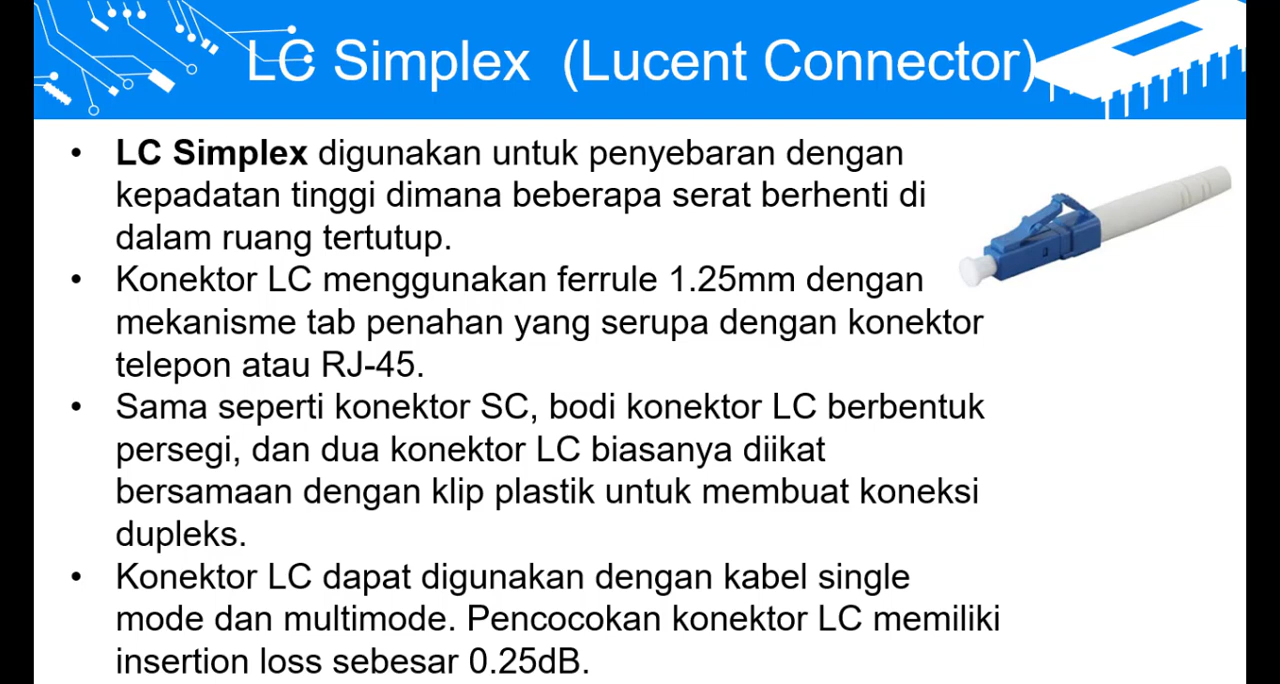 LC Simplex (Lucent Connector)
• LC Simplex digunakan untuk penyebaran dengan
kepadatan tinggi dimana beberapa serat berhenti di
dalam ruang tertutup.
• Konektor LC menggunakan ferrule 1.25mm dengan
mekanisme tab penahan yang serupa dengan konektor
telepon atau RJ-45.
• Sama seperti konektor SC, bodi konektor LC berbentuk
persegi, dan dua konektor LC biasanya diikat
bersamaan dengan klip plastik untuk membuat koneksi
dupleks.
• Konektor LC dapat digunakan dengan kabel single
mode dan multimode. Pencocokan konektor LC memiliki
insertion loss sebesar 0.25dB.